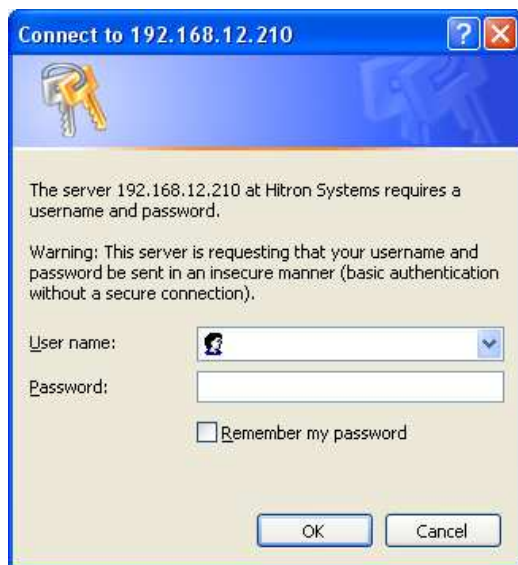 Connect to 192.168.12.210
The server 192.168.12.210 at Hitron Systems requires a
username and password.
Warning: This server is requesting that your username and
password be sent in an insecure manner (basic authentication
without a secure connection).
User name:
Password:
Remember my password
OK
Cancel